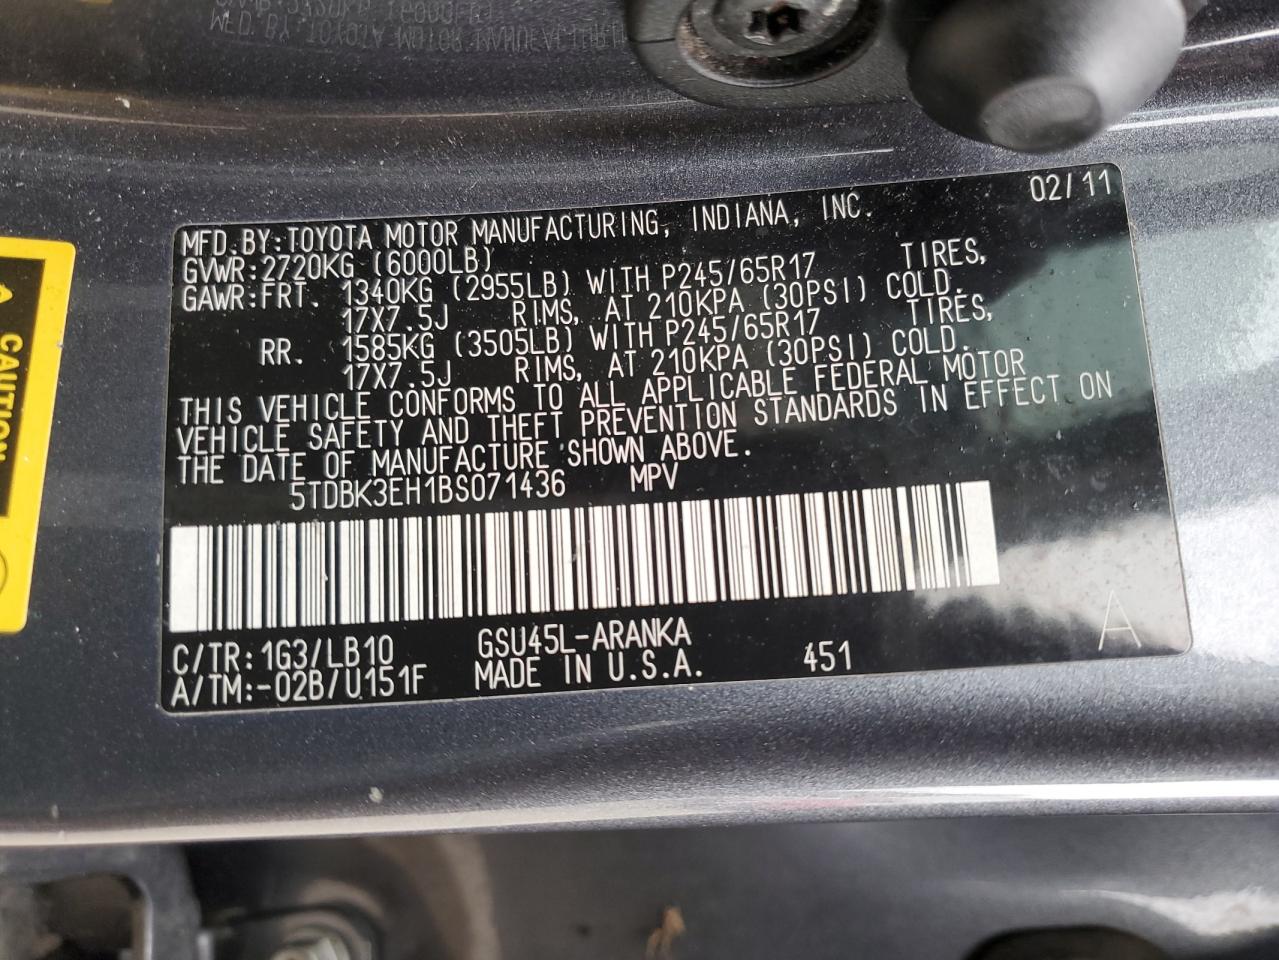 02/11
MFD.BY:TOYOTA MOTOR MANUFACTURING, INDIANA, INC.
GVWR:2720KG (6000LB)
GAWR:FRT. 1340KG (2955LB) WITH P245/65R17 TIRES,
17X7.5J RIMS, AT 210KPA (30PSI) COLD.
RR. 1585KG (3505LB) WITH P245/65R17 TIRES,
17X7.5J RIMS, AT 210KPA (30PSI) COLD.
THIS VEHICLE CONFORMS TO ALL APPLICABLE FEDERAL MOTOR
VEHICLE SAFETY AND THEFT PREVENTION STANDARDS IN EFFECT ON
THE DATE OF MANUFACTURE SHOWN ABOVE.
5TDBK3EH1BS071436 MPV
C/TR:1G3/LB10 GSU45L-ARANKA
A/TM:-02B/U151F MADE IN U.S.A. 451
A
CAUTION